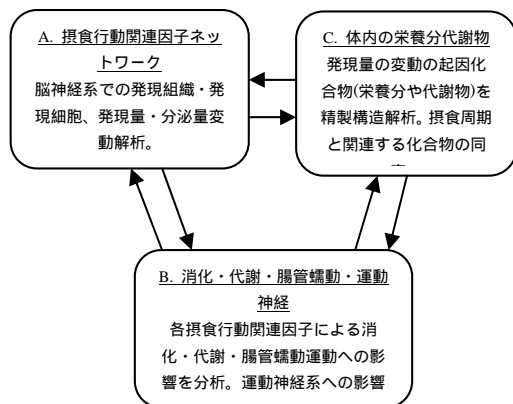 A. 摂食行動関連因子ネッ
トワーク
脳神経系での発現組織・発
現細胞、発現量・分泌量変
動解析。
C. 体内の栄養分代謝物
発現量の変動の起因化
合物(栄養分や代謝物)を
精製構造解析。摂食周期
と関連する化合物の同
B. 消化・代謝・腸管蠕動・運動
神経
各摂食行動関連因子による消
化・代謝・腸管蠕動運動への影
響を分析。運動神経系への影響